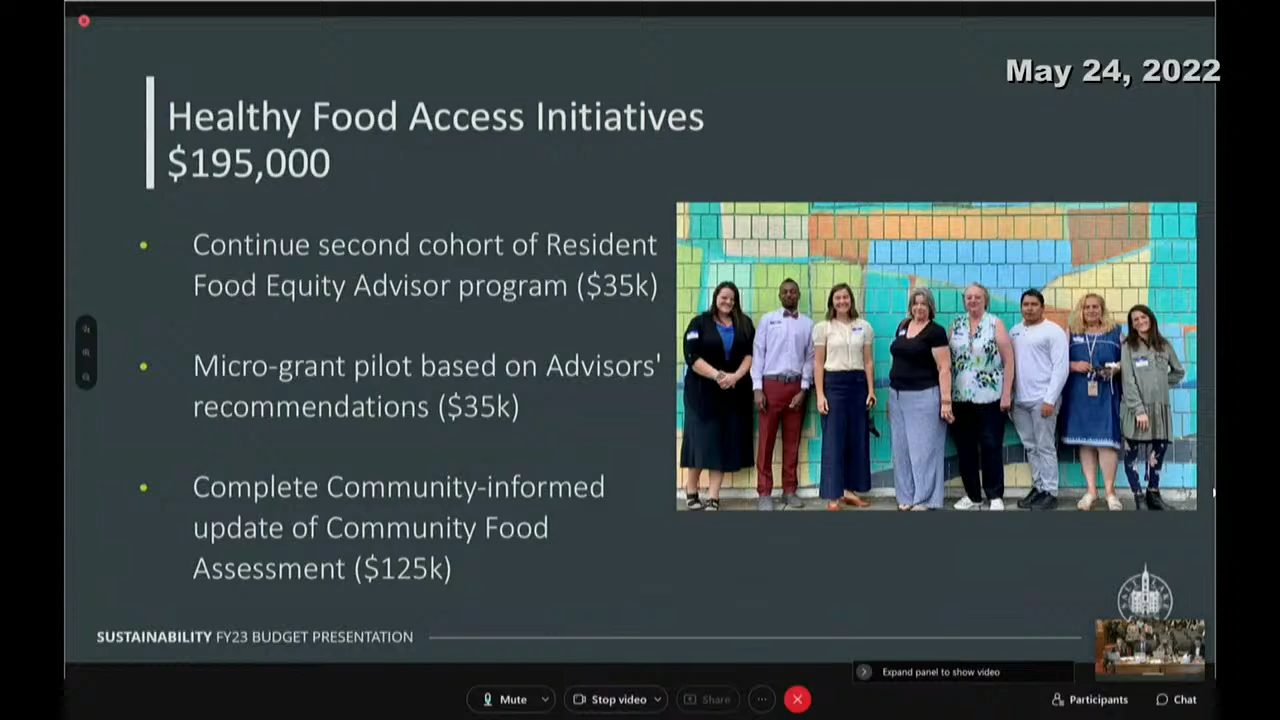 May 24, 2022
Healthy Food Access Initiatives
$195,000
• Continue second cohort of Resident
Food Equity Advisor program ($35k)
• Micro-grant pilot based on Advisors'
recommendations ($35k)
• Complete Community-informed
update of Community Food
Assessment ($125k)
SUSTAINABILITY FY23 BUDGET PRESENTATION
Expand panel to show video
Mute
Stop video
Share
Participants
Chat